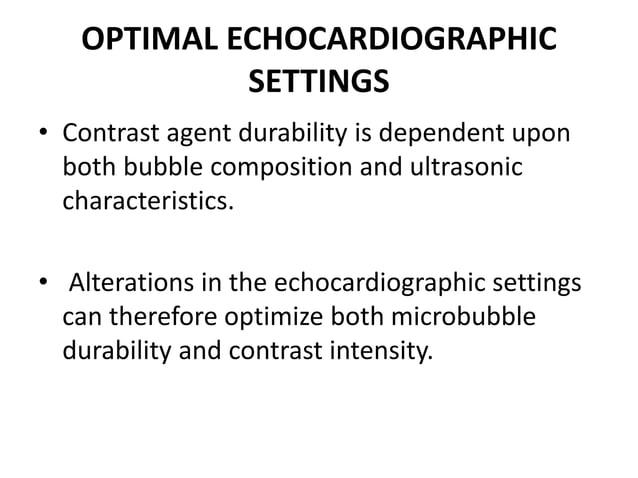 OPTIMAL ECHOCARDIOGRAPHIC
SETTINGS
• Contrast agent durability is dependent upon
both bubble composition and ultrasonic
characteristics.
• Alterations in the echocardiographic settings
can therefore optimize both microbubble
durability and contrast intensity.